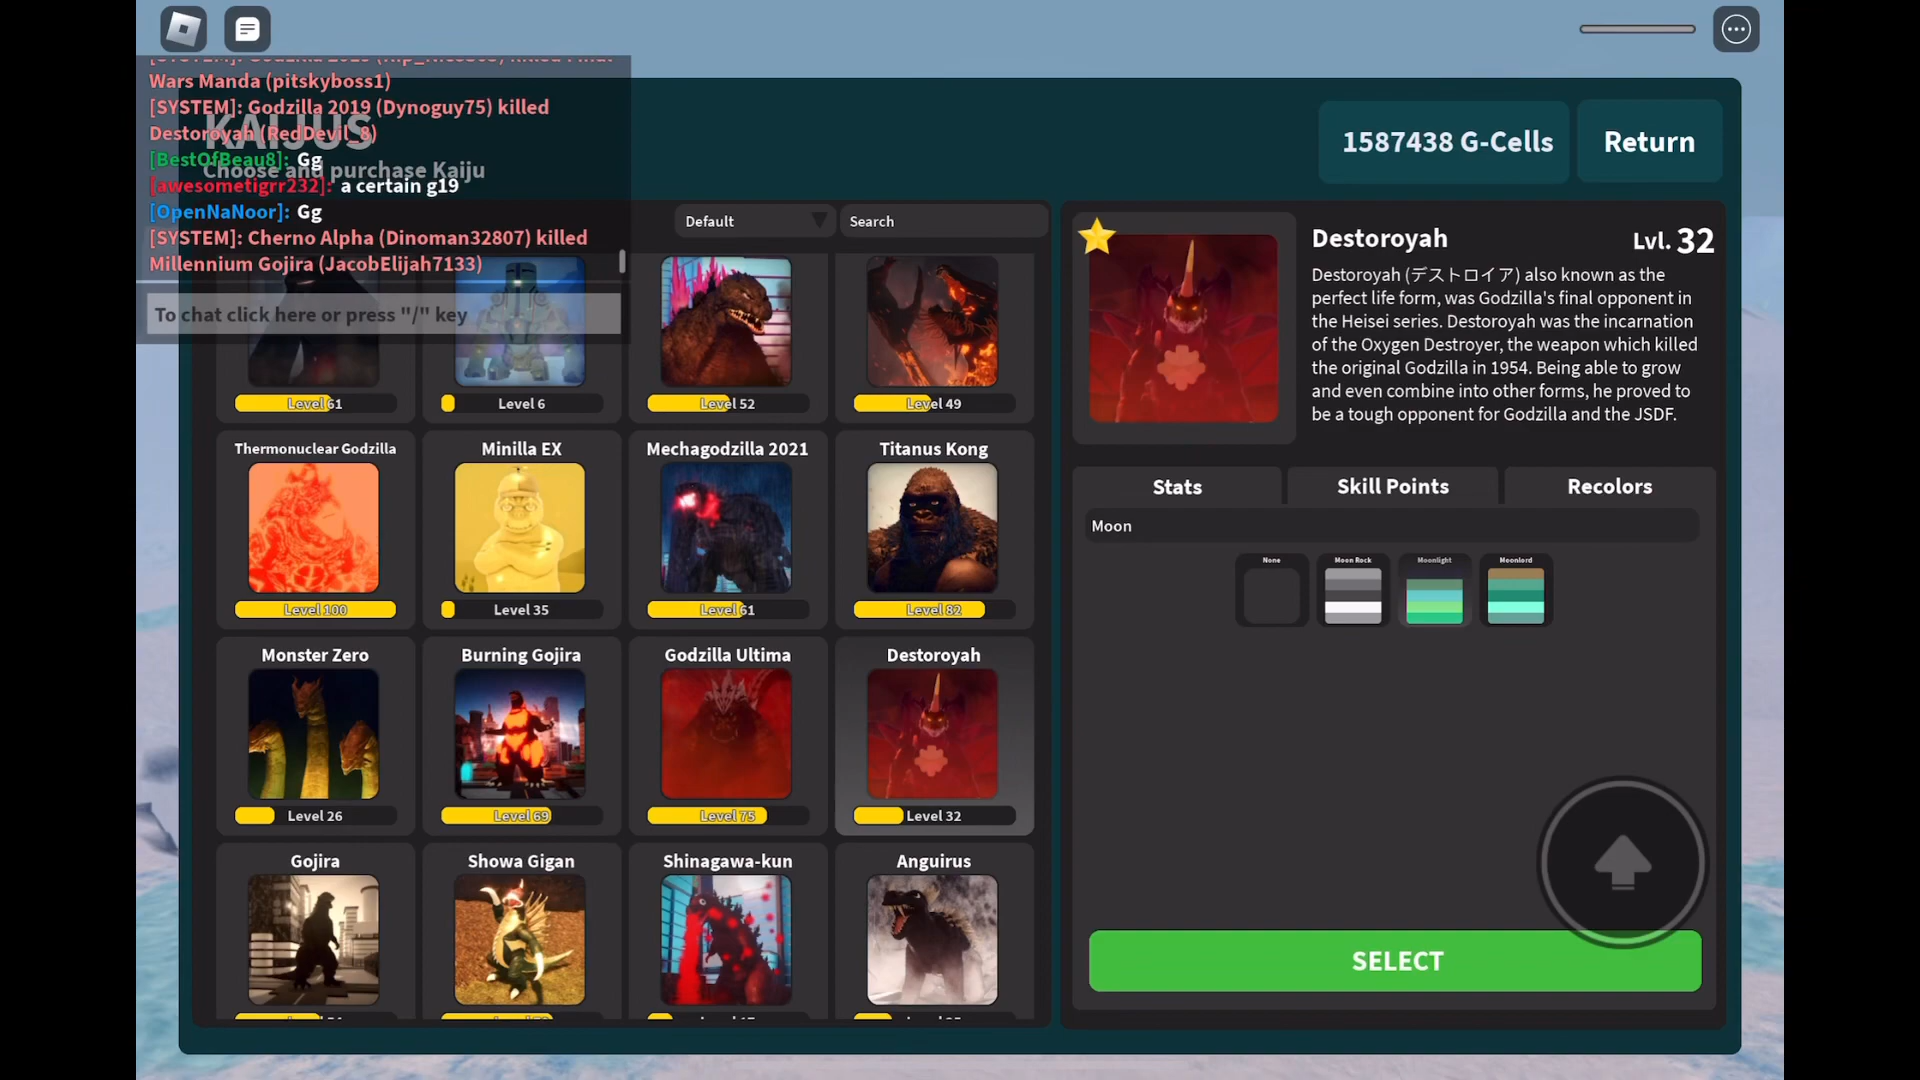 Wars Manda (pitskyboss1)
[SYSTEM]: Godzilla 2019 (Dynoguy75) killed
Destoroyah (RedDevil_8)
[BestOfBeau8]: Gg
[awesometigrr232]: a certain g19
[OpenNaNoor]: Gg
[SYSTEM]: Cherno Alpha (Dinoman32807) killed
Millennium Gojira (JacobElijah7133)
To chat click here or press "/" key
KAIJUS
Choose and purchase Kaiju
1587438 G-Cells
Return
Default
Search
Level 61
Level 6
Level 52
Level 49
Thermonuclear Godzilla
Minilla EX
Mechagodzilla 2021
Titanus Kong
Level 100
Level 35
Level 61
Level 82
Monster Zero
Burning Gojira
Godzilla Ultima
Destoroyah
Level 26
Level 69
Level 75
Level 32
Gojira
Showa Gigan
Shinagawa-kun
Anguirus
Destoroyah
Lvl. 32
Destoroyah (デストロイア) also known as the
perfect life form, was Godzilla's final opponent in
the Heisei series. Destoroyah was the incarnation
of the Oxygen Destroyer, the weapon which killed
the original Godzilla in 1954. Being able to grow
and even combine into other forms, he proved to
be a tough opponent for Godzilla and the JSDF.
Stats
Skill Points
Recolors
Moon
None
Moon Rock
Moonlight
Moonlord
SELECT